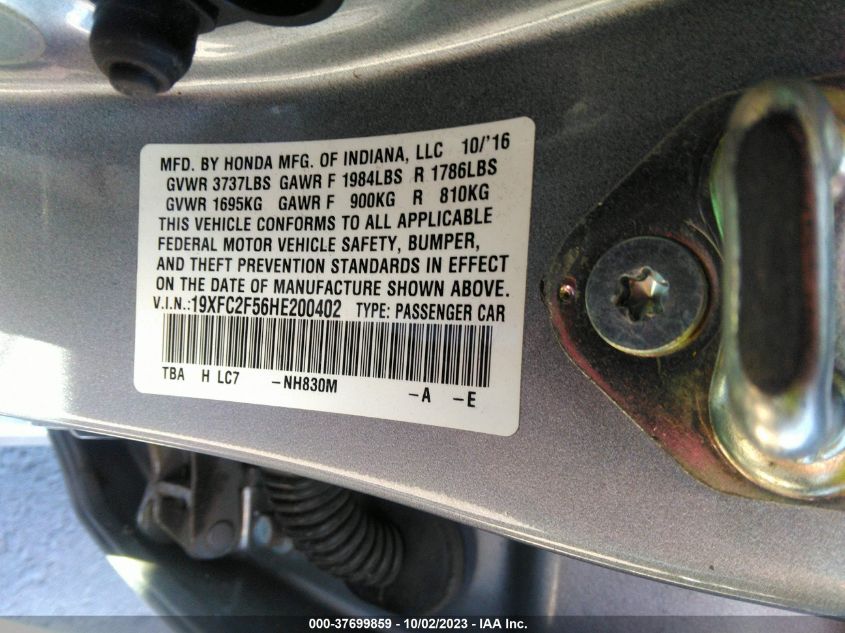 MFD. BY HONDA MFG. OF INDIANA, LLC 10/'16
GVWR 3737LBS GAWR F 1984LBS R 1786LBS
GVWR 1695KG GAWR F 900KG R 810KG
THIS VEHICLE CONFORMS TO ALL APPLICABLE
FEDERAL MOTOR VEHICLE SAFETY, BUMPER,
AND THEFT PREVENTION STANDARDS IN EFFECT
ON THE DATE OF MANUFACTURE SHOWN ABOVE.
V.I.N.:19XFC2F56HE200402 TYPE: PASSENGER CAR
TBA H LC7 -NH830M -A -E
000-37699859 - 10/02/2023 - IAA Inc.